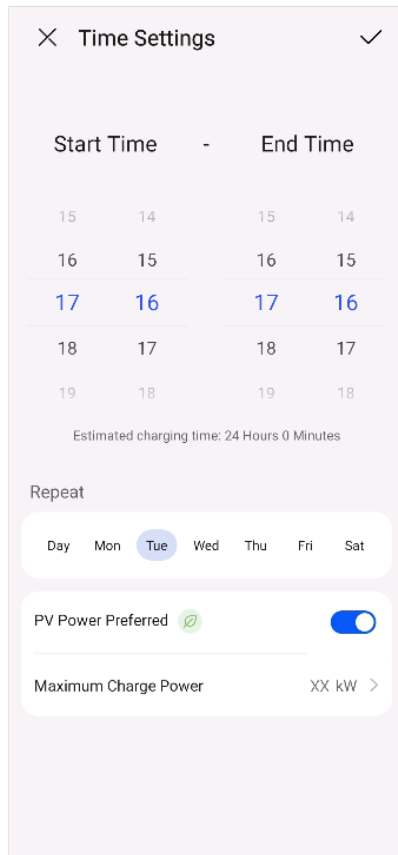 Time Settings
Start Time - End Time
15 14 15 14
16 15 16 15
17 16 17 16
18 17 18 17
19 18 19 18
Estimated charging time: 24 Hours 0 Minutes
Repeat
Day Mon Tue Wed Thu Fri Sat
PV Power Preferred
Maximum Charge Power XX kW